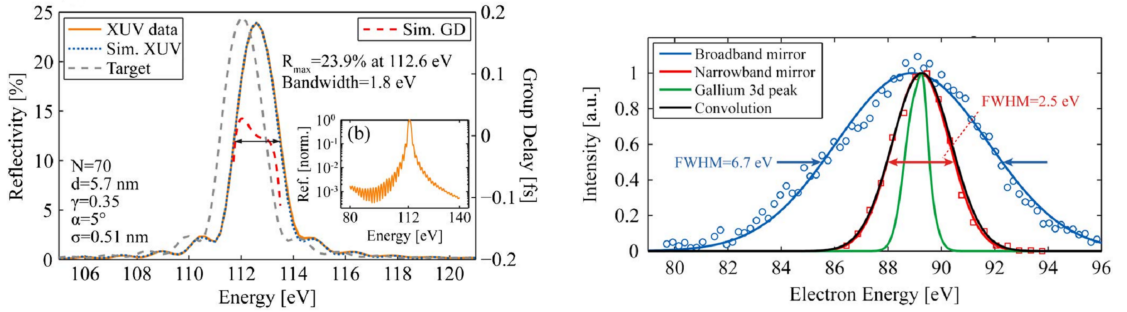 XUV data
Sim. XUV
Target
Sim. GD
R_max=23.9% at 112.6 eV
Bandwidth=1.8 eV
N=70
d=5.7 nm
γ=0.35
α=5°
σ=0.51 nm
Reflectivity [%]
25
20
15
10
5
0
106 108 110 112 114 116 118 120
Energy [eV]
Group Delay [fs]
0.2
0.1
0
-0.1
-0.2
(b)
Ref. [norm.]
10^0
10^-1
10^-2
10^-3
80 112 140
Energy [eV]
Broadband mirror
Narrowband mirror
Gallium 3d peak
Convolution
FWHM=2.5 eV
FWHM=6.7 eV
Intensity [a.u.]
1
0.8
0.6
0.4
0.2
0
80 82 84 86 88 90 92 94 96
Electron Energy [eV]